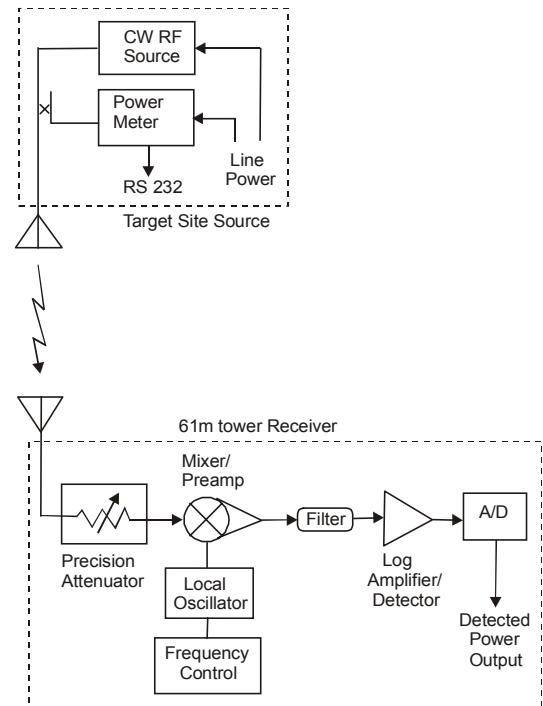 CW RF
Source
Power
Meter
Line
Power
RS 232
Target Site Source
61m tower Receiver
Mixer/
Preamp
Filter
A/D
Precision
Attenuator
Log
Amplifier/
Detector
Local
Oscillator
Detected
Power
Output
Frequency
Control